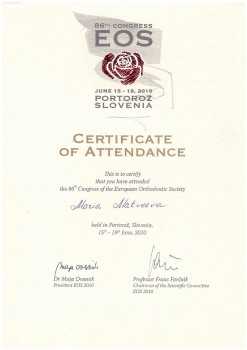 86TH CONGRESS
EOS
JUNE 15 - 19, 2010
PORTOROZ
SLOVENIA
CERTIFICATE
OF ATTENDANCE
This is to certify
that you have attended
the 86th Congress of the European Orthodontic Society
Maria Matveeva
held in Portorož, Slovenia,
15th - 19th June, 2010
Dr Maja Ovsenik
President EOS 2010
Professor Franc Farčnik
Chairman of the Scientific Committee
EOS 2010